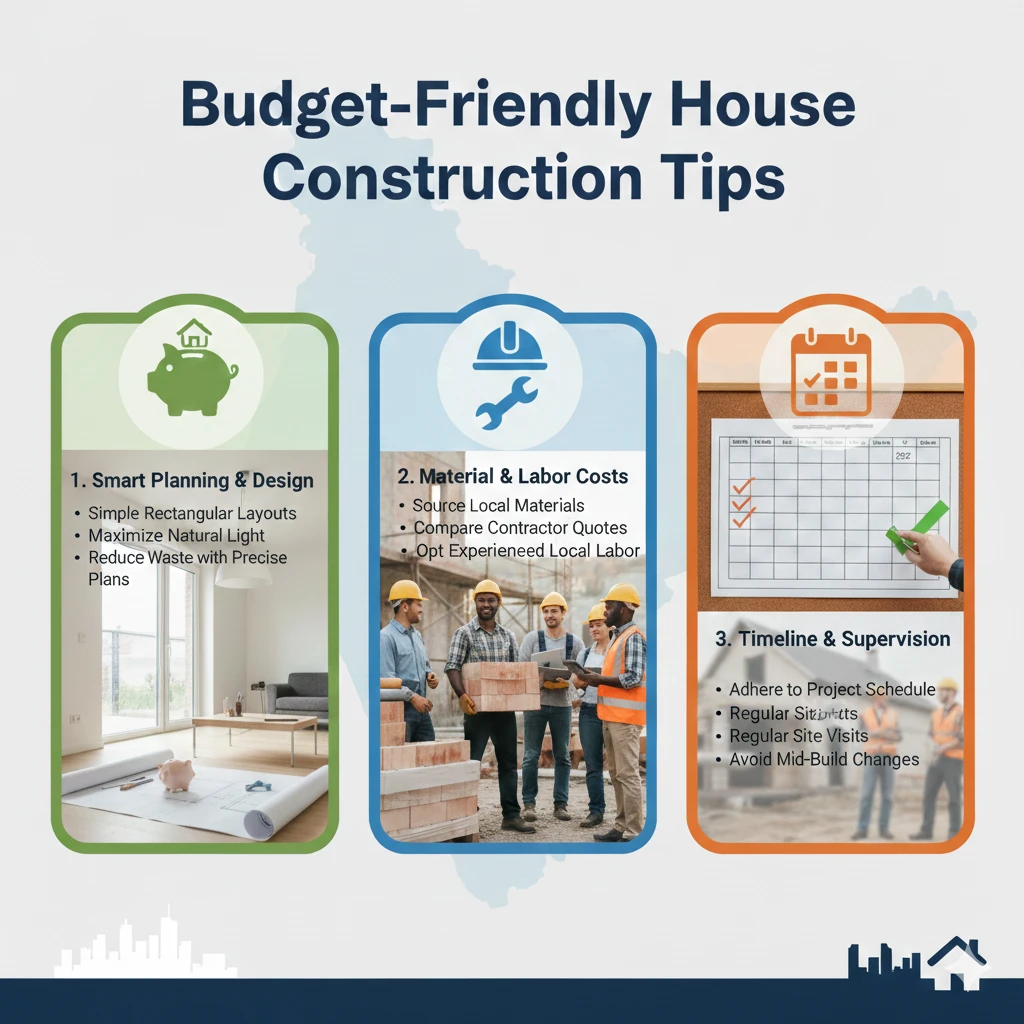 Budget-Friendly House
Construction Tips
1. Smart Planning & Design
• Simple Rectangular Layouts
• Maximize Natural Light
• Reduce Waste with Precise
Plans
2. Material & Labor Costs
• Source Local Materials
• Compare Contractor Quotes
• Opt Experieneed Local Labor
3. Timeline & Supervision
• Adhere to Project Schedule
• Regular
• Regular Site Visits
• Avoid Mid-Build Changes